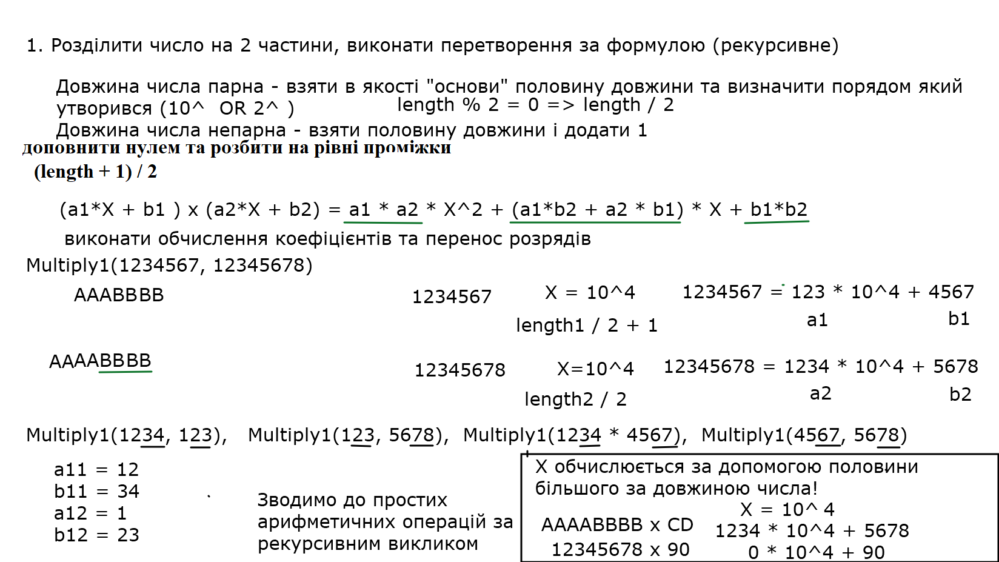 1. Розділити число на 2 частини, виконати перетворення за формулою (рекурсивне)
Довжина числа парна - взяти в якості "основи" половину довжини та визначити порядом який
утворився (10^ OR 2^ ) length % 2 = 0 => length / 2
Довжина числа непарна - взяти половину довжини і додати 1
доповнити нулем та розбити на рівні проміжки
(length + 1) / 2
(a1*X + b1 ) x (a2*X + b2) = a1 * a2 * X^2 + (a1*b2 + a2 * b1) * X + b1*b2
виконати обчислення коефіцієнтів та перенос розрядів
Multiply1(1234567, 12345678)
AAABBBB 1234567 X = 10^4 1234567 = 123 * 10^4 + 4567
length1 / 2 + 1 a1 b1
AAAABBBB 12345678 X=10^4 12345678 = 1234 * 10^4 + 5678
length2 / 2 a2 b2
Multiply1(1234, 123), Multiply1(123, 5678), Multiply1(1234 * 4567), Multiply1(4567, 5678)
a11 = 12
b11 = 34
a12 = 1
b12 = 23
Зводимо до простих
арифметичних операцій за
рекурсивним викликом
X обчислюється за допомогою половини
більшого за довжиною числа!
X = 10^ 4
AAAABBBB x CD 1234 * 10^4 + 5678
12345678 x 90 0 * 10^4 + 90